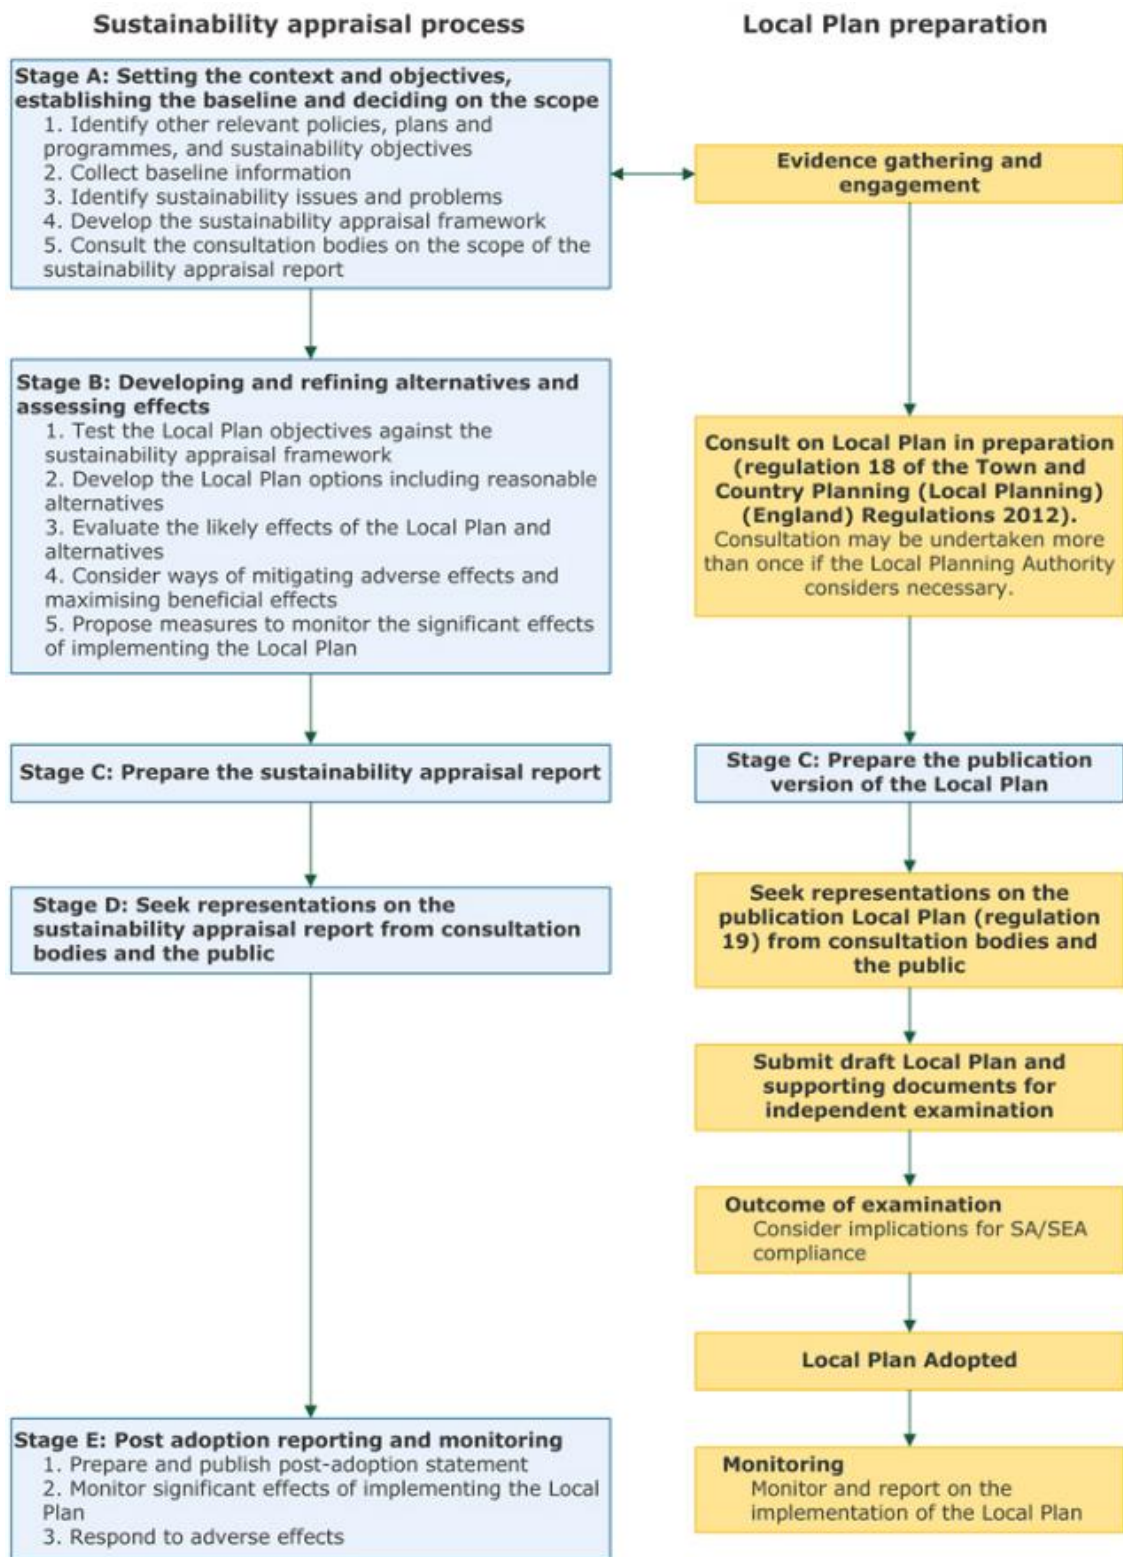 Sustainability appraisal process
Local Plan preparation
Stage A: Setting the context and objectives,
establishing the baseline and deciding on the scope
1. Identify other relevant policies, plans and
programmes, and sustainability objectives
2. Collect baseline information
3. Identify sustainability issues and problems
4. Develop the sustainability appraisal framework
5. Consult the consultation bodies on the scope of the
sustainability appraisal report
Evidence gathering and
engagement
Stage B: Developing and refining alternatives and
assessing effects
1. Test the Local Plan objectives against the
sustainability appraisal framework
2. Develop the Local Plan options including reasonable
alternatives
3. Evaluate the likely effects of the Local Plan and
alternatives
4. Consider ways of mitigating adverse effects and
maximising beneficial effects
5. Propose measures to monitor the significant effects
of implementing the Local Plan
Consult on Local Plan in preparation
(regulation 18 of the Town and
Country Planning (Local Planning)
(England) Regulations 2012).
Consultation may be undertaken more
than once if the Local Planning Authority
considers necessary.
Stage C: Prepare the sustainability appraisal report
Stage C: Prepare the publication
version of the Local Plan
Stage D: Seek representations on the
sustainability appraisal report from consultation
bodies and the public
Seek representations on the
publication Local Plan (regulation
19) from consultation bodies and
the public
Submit draft Local Plan and
supporting documents for
independent examination
Outcome of examination
Consider implications for SA/SEA
compliance
Local Plan Adopted
Stage E: Post adoption reporting and monitoring
1. Prepare and publish post-adoption statement
2. Monitor significant effects of implementing the Local
Plan
3. Respond to adverse effects
Monitoring
Monitor and report on the
implementation of the Local Plan